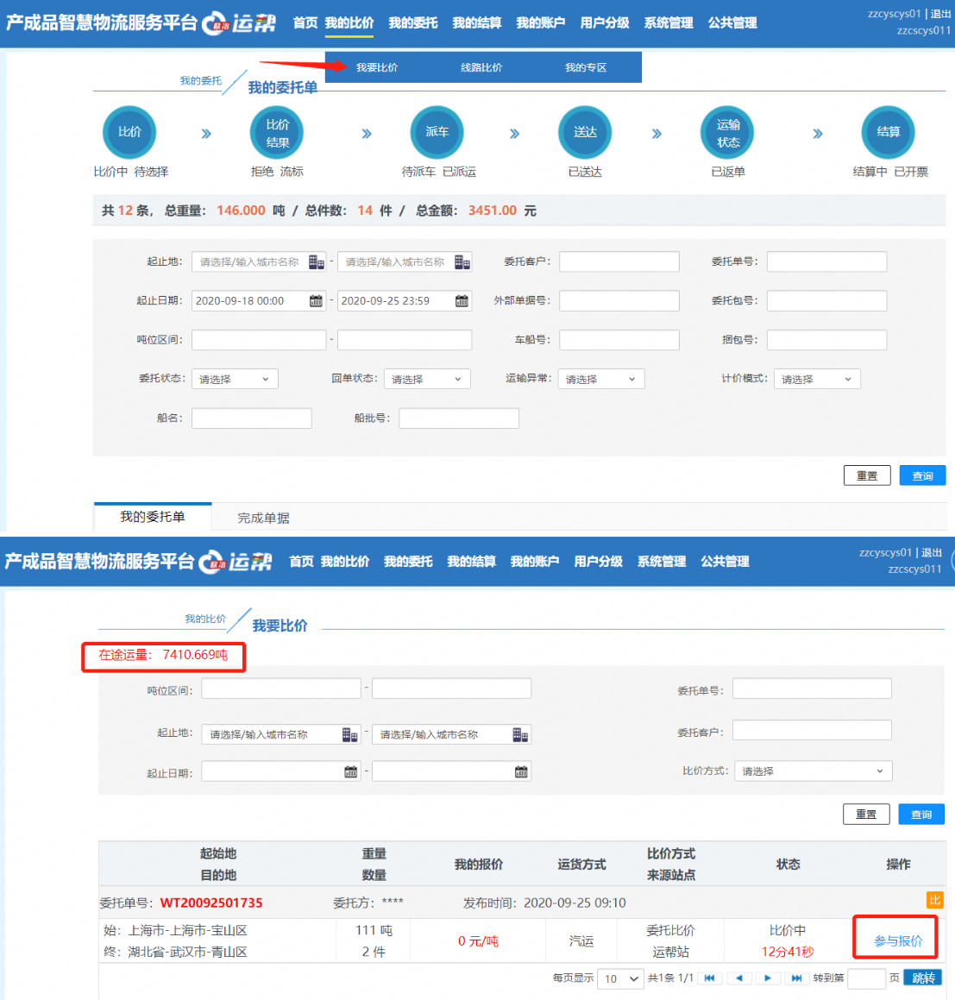 产成品智慧物流服务平台 欧冶 运帮 首页 我的比价 我的委托 我的结算 我的账户 用户分级 系统管理 公共管理 zzcyscys01 | 退出
zzcscys011
我要比价 线路比价 我的专区
我的委托 我的委托单
比价 » 比价结果 » 派车 » 送达 » 运输状态 » 结算
比价中 待选择 拒绝 流标 待派车 已派运 已送达 已返单 结算中 已开票
共 12 条, 总重量: 146.000 吨 / 总件数: 14 件 / 总金额: 3451.00 元
起止地: 请选择/输入城市名称 - 请选择/输入城市名称 委托客户: 委托单号:
起止日期: 2020-09-18 00:00 - 2020-09-25 23:59 外部单据号: 委托包号:
吨位区间: - 车船号: 捆包号:
委托状态: 请选择 回单状态: 请选择 运输异常: 请选择 计价模式: 请选择
船名: 船批号:
重置 查询
我的委托单 完成单据
产成品智慧物流服务平台 欧冶 运帮 首页 我的比价 我的委托 我的结算 我的账户 用户分级 系统管理 公共管理 zzcyscys01 | 退出
zzcscys011
我的比价 我要比价
在途运量: 7410.669吨
吨位区间: - 委托单号:
起止地: 请选择/输入城市名称 - 请选择/输入城市名称 委托客户:
起止日期: - 比价方式: 请选择
重置 查询
起始地 重量 我的报价 运货方式 比价方式 状态 操作
目的地 数量 来源站点
委托单号: WT20092501735 委托方: **** 发布时间: 2020-09-25 09:10 比
始: 上海市-上海市-宝山区 111 吨 0 元/吨 汽运 委托比价 比价中 参与报价
终: 湖北省-武汉市-青山区 2 件 运帮站 12分41秒
每页显示 10 共1条 1/1 转到第 页 跳转